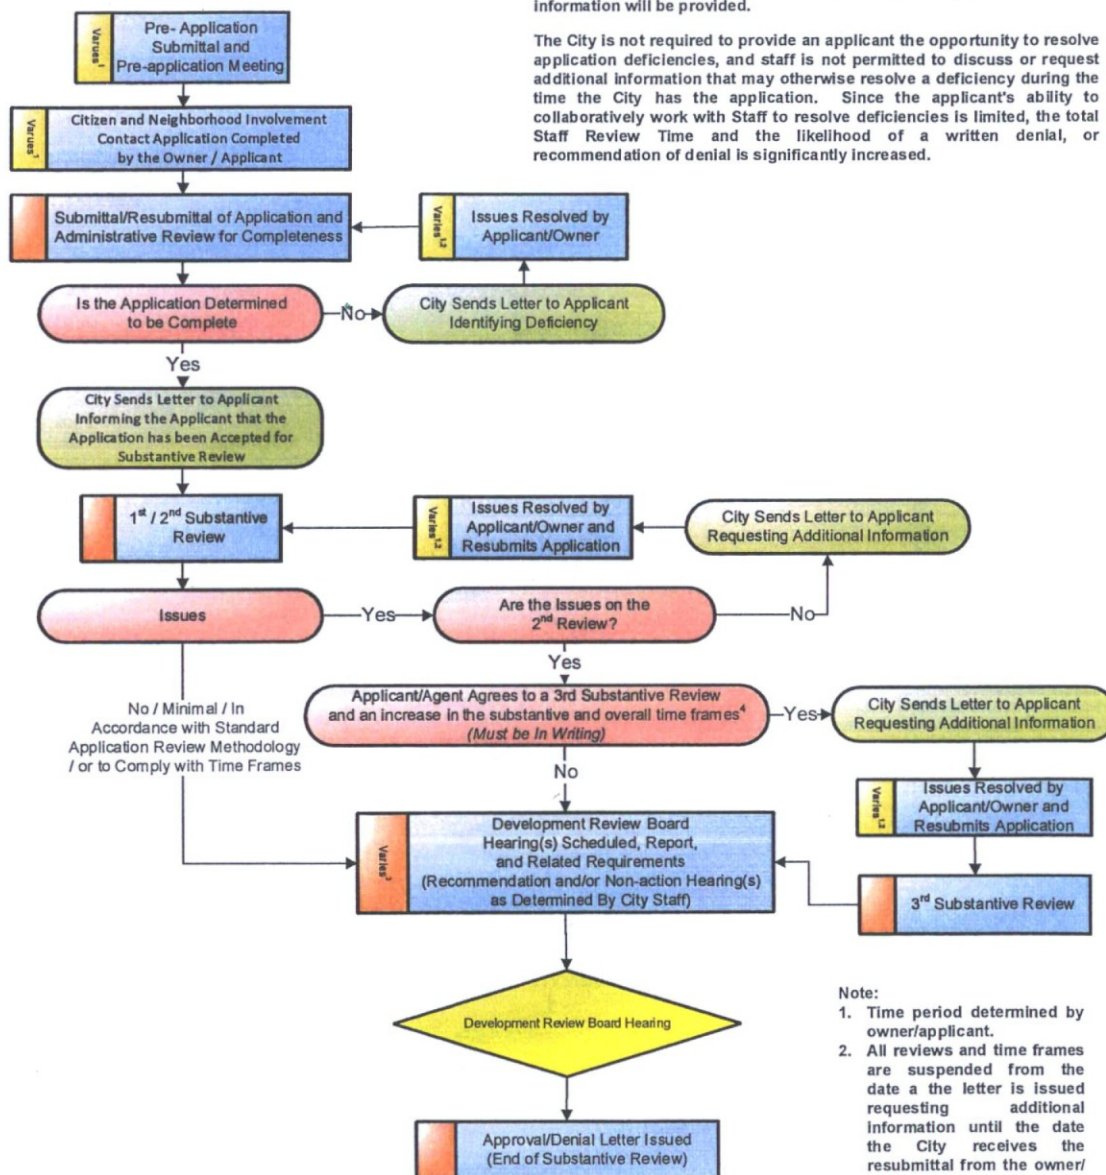 information will be provided.
The City is not required to provide an applicant the opportunity to resolve
application deficiencies, and staff is not permitted to discuss or request
additional information that may otherwise resolve a deficiency during the
time the City has the application. Since the applicant's ability to
collaboratively work with Staff to resolve deficiencies is limited, the total
Staff Review Time and the likelihood of a written denial, or
recommendation of denial is significantly increased.
Varues¹
Pre- Application
Submittal and
Pre-application Meeting
Varues¹
Citizen and Neighborhood Involvement
Contact Application Completed
by the Owner / Applicant
Submittal/Resubmittal of Application and
Administrative Review for Completeness
Varies¹,²
Issues Resolved by
Applicant/Owner
Is the Application Determined
to be Complete
No
City Sends Letter to Applicant
Identifying Deficiency
Yes
City Sends Letter to Applicant
Informing the Applicant that the
Application has been Accepted for
Substantive Review
1st / 2nd Substantive
Review
Varies¹,²
Issues Resolved by
Applicant/Owner and
Resubmits Application
City Sends Letter to Applicant
Requesting Additional Information
Issues
Yes
Are the Issues on the
2nd Review?
No
Yes
No / Minimal / In
Accordance with Standard
Application Review Methodology
/ or to Comply with Time Frames
Applicant/Agent Agrees to a 3rd Substantive Review
and an increase in the substantive and overall time frames⁴
(Must be In Writing)
Yes
City Sends Letter to Applicant
Requesting Additional Information
No
Varies¹,²
Issues Resolved by
Applicant/Owner and
Resubmits Application
Varies³
Development Review Board
Hearing(s) Scheduled, Report,
and Related Requirements
(Recommendation and/or Non-action Hearing(s)
as Determined By City Staff)
3rd Substantive Review
Development Review Board Hearing
Approval/Denial Letter Issued
(End of Substantive Review)
Note:
1. Time period determined by
owner/applicant.
2. All reviews and time frames
are suspended from the
date a the letter is issued
requesting additional
information until the date
the City receives the
resubmittal from the owner/